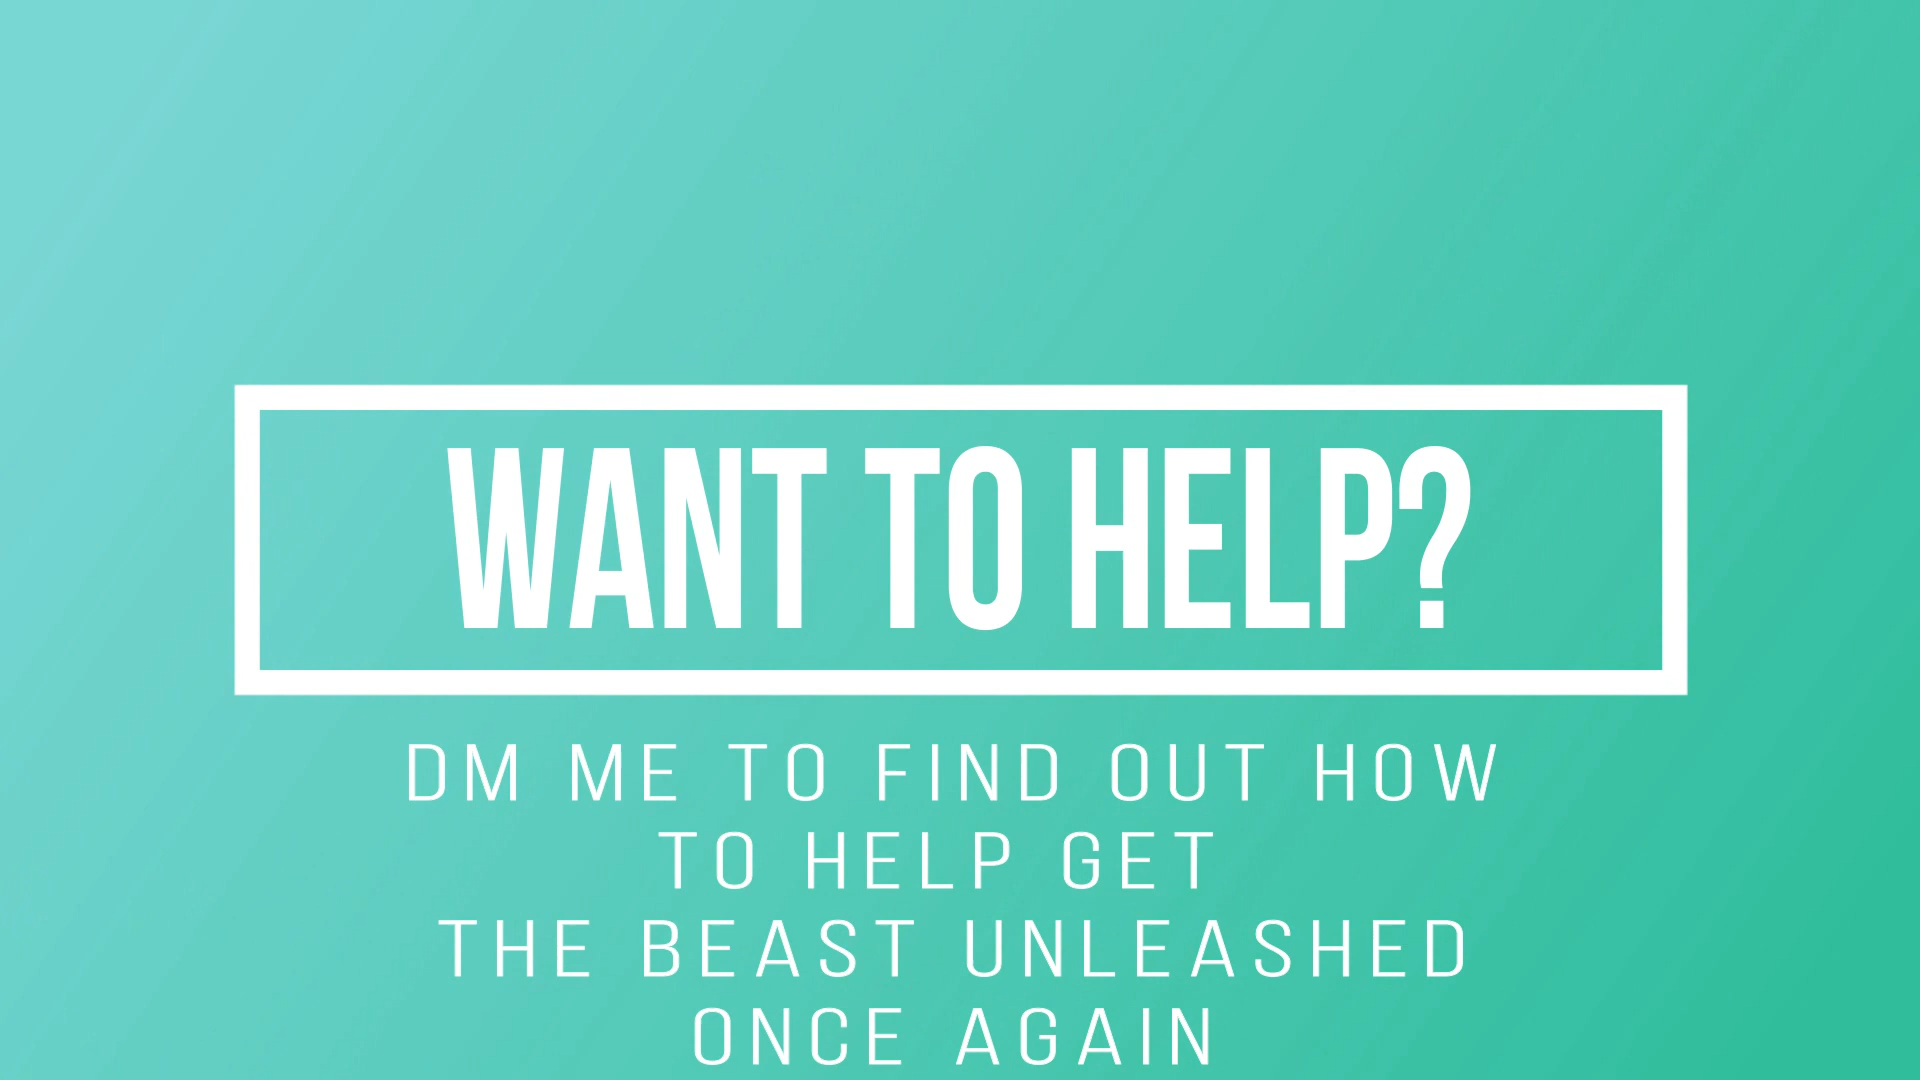 WANT TO HELP?
DM ME TO FIND OUT HOW
TO HELP GET
THE BEAST UNLEASHED
ONCE AGAIN